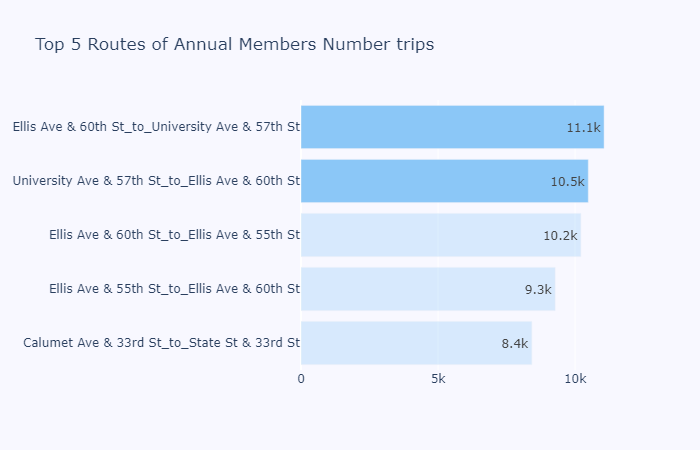 Top 5 Routes of Annual Members Number trips
Ellis Ave & 60th St_to_University Ave & 57th St 11.1k
University Ave & 57th St_to_Ellis Ave & 60th St 10.5k
Ellis Ave & 60th St_to_Ellis Ave & 55th St 10.2k
Ellis Ave & 55th St_to_Ellis Ave & 60th St 9.3k
Calumet Ave & 33rd St_to_State St & 33rd St 8.4k
0 5k 10k